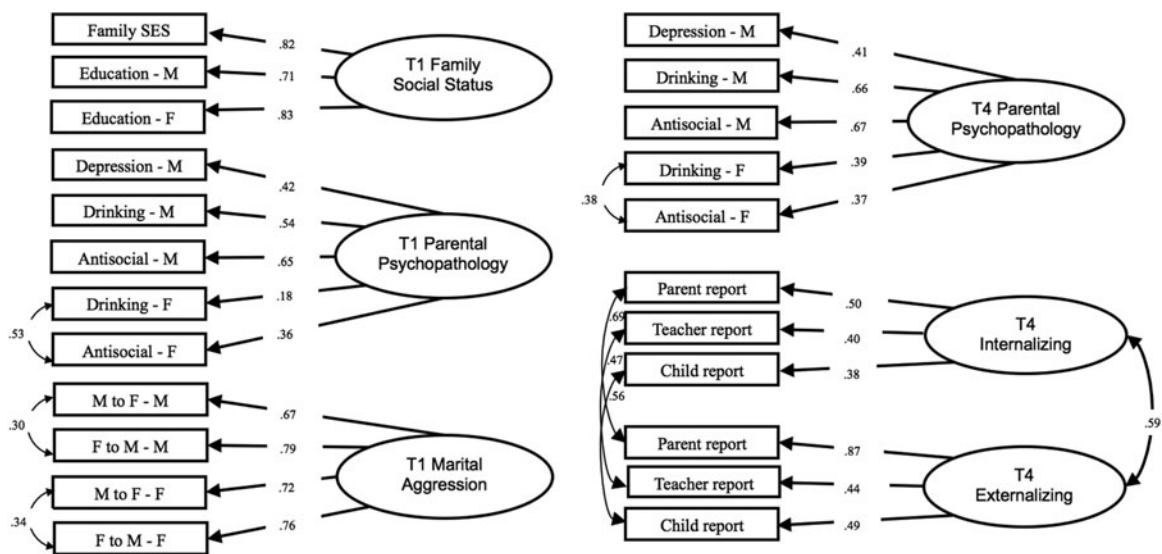 Family SES
Education - M
Education - F
.82
.71
.83
T1 Family
Social Status
Depression - M
Drinking - M
Antisocial - M
Drinking - F
Antisocial - F
.53
.42
.54
.65
.18
.36
T1 Parental
Psychopathology
M to F - M
F to M - M
M to F - F
F to M - F
.30
.34
.67
.79
.72
.76
T1 Marital
Aggression
Depression - M
Drinking - M
Antisocial - M
Drinking - F
Antisocial - F
.38
.41
.66
.67
.39
.37
T4 Parental
Psychopathology
Parent report
Teacher report
Child report
.69
.47
.56
.50
.40
.38
T4
Internalizing
.59
Parent report
Teacher report
Child report
.87
.44
.49
T4
Externalizing